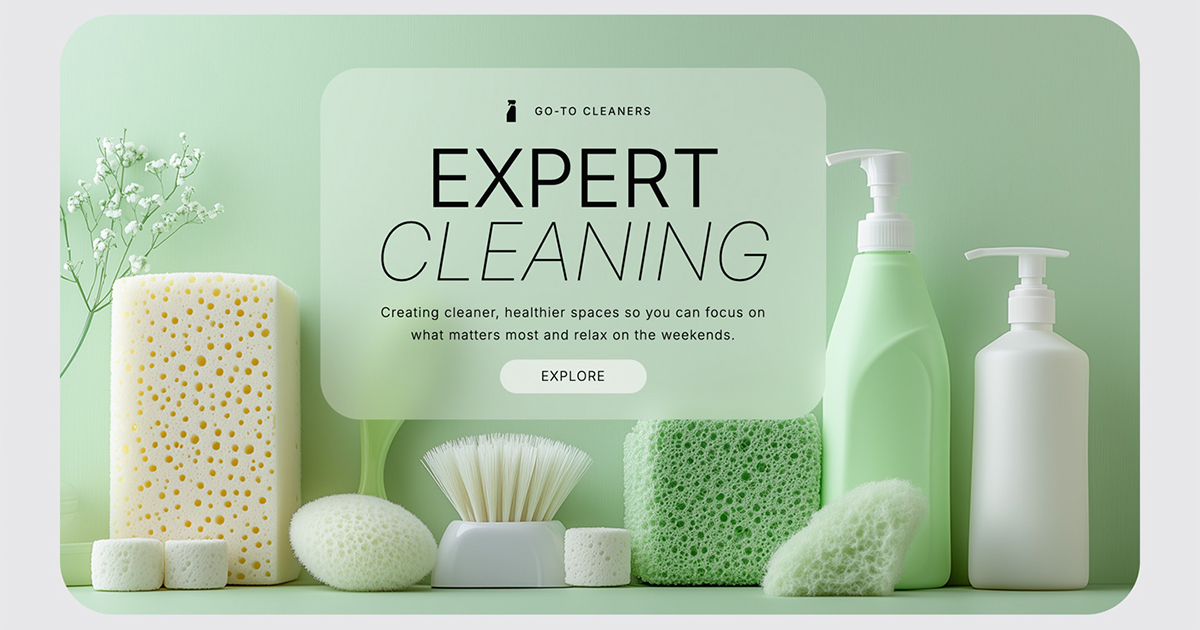 GO-TO CLEANERS
EXPERT
CLEANING
Creating cleaner, healthier spaces so you can focus on
what matters most and relax on the weekends.
EXPLORE